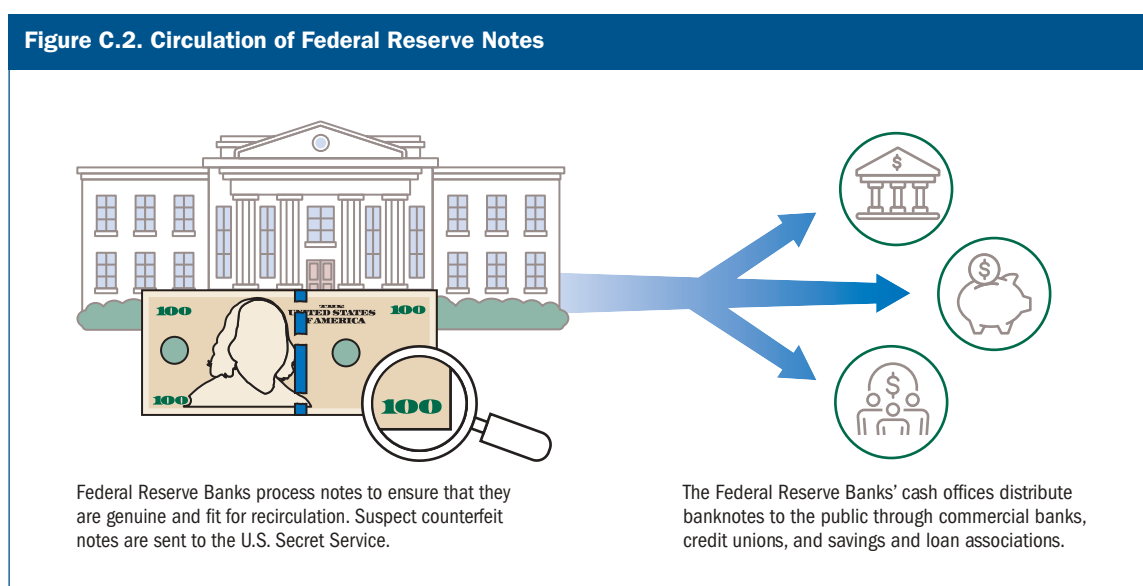 Figure C.2. Circulation of Federal Reserve Notes
$
$
100
THE
UNITED STATES
OF AMERICA
100
100
100
$
Federal Reserve Banks process notes to ensure that they
are genuine and fit for recirculation. Suspect counterfeit
notes are sent to the U.S. Secret Service.
The Federal Reserve Banks’ cash offices distribute
banknotes to the public through commercial banks,
credit unions, and savings and loan associations.